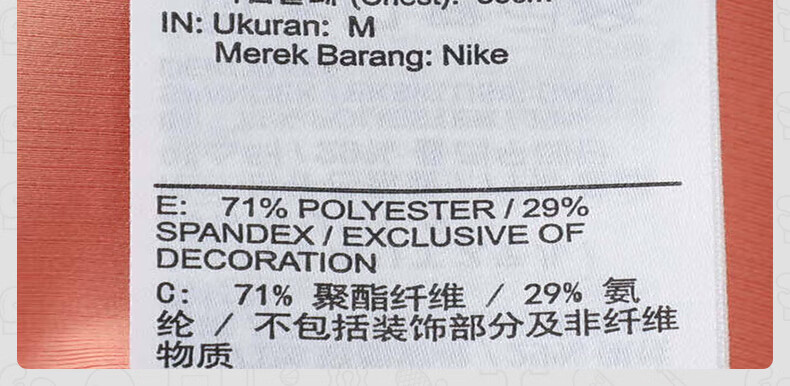 IN: Ukuran: M
Merek Barang: Nike
E: 71% POLYESTER / 29%
SPANDEX / EXCLUSIVE OF
DECORATION
C: 71% 聚酯纤维 / 29% 氨
纶 / 不包括装饰部分及非纤维
物质